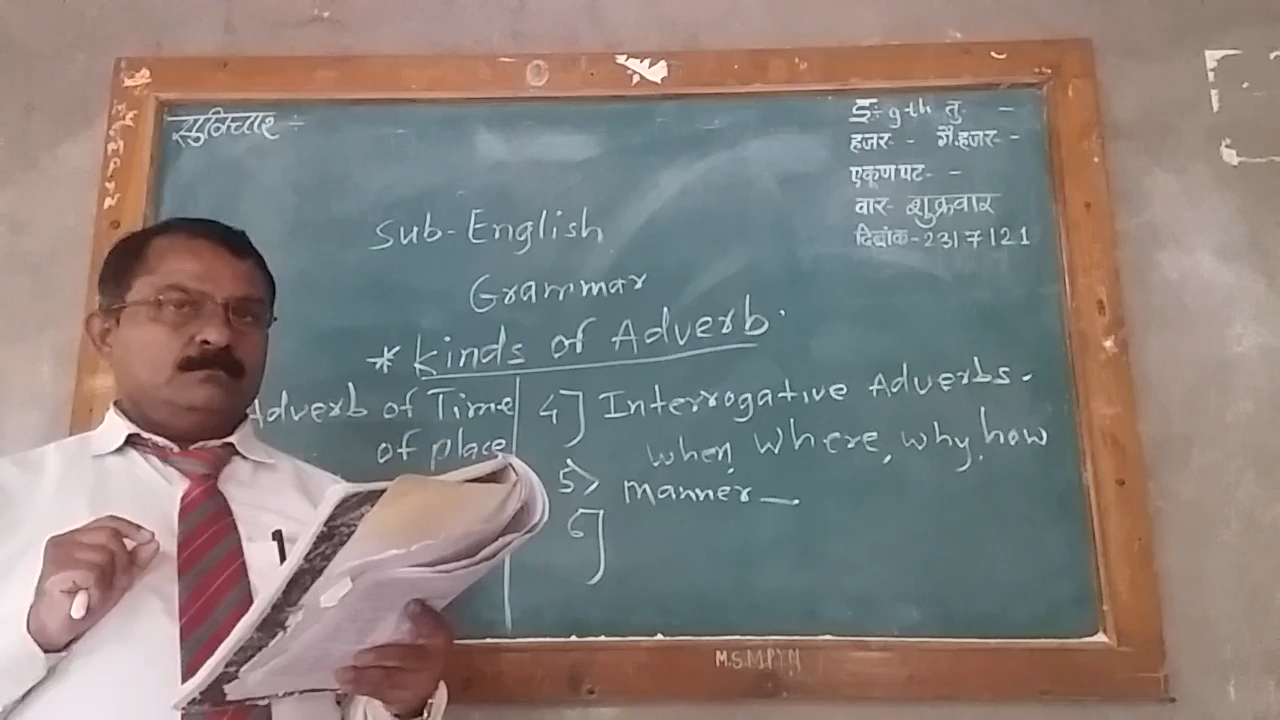 सुविचार :-
इ:- 9th तु. -
हजर- - गै.हजर- -
एकूण पट- -
वार- शुक्रवार
दिनांक-23/7/21
Sub-English
Grammar
* Kinds of Adverb.
Adverb of Time
of place
4] Interrogative Adverbs.
when, Where, why, how
5> manner —
6]